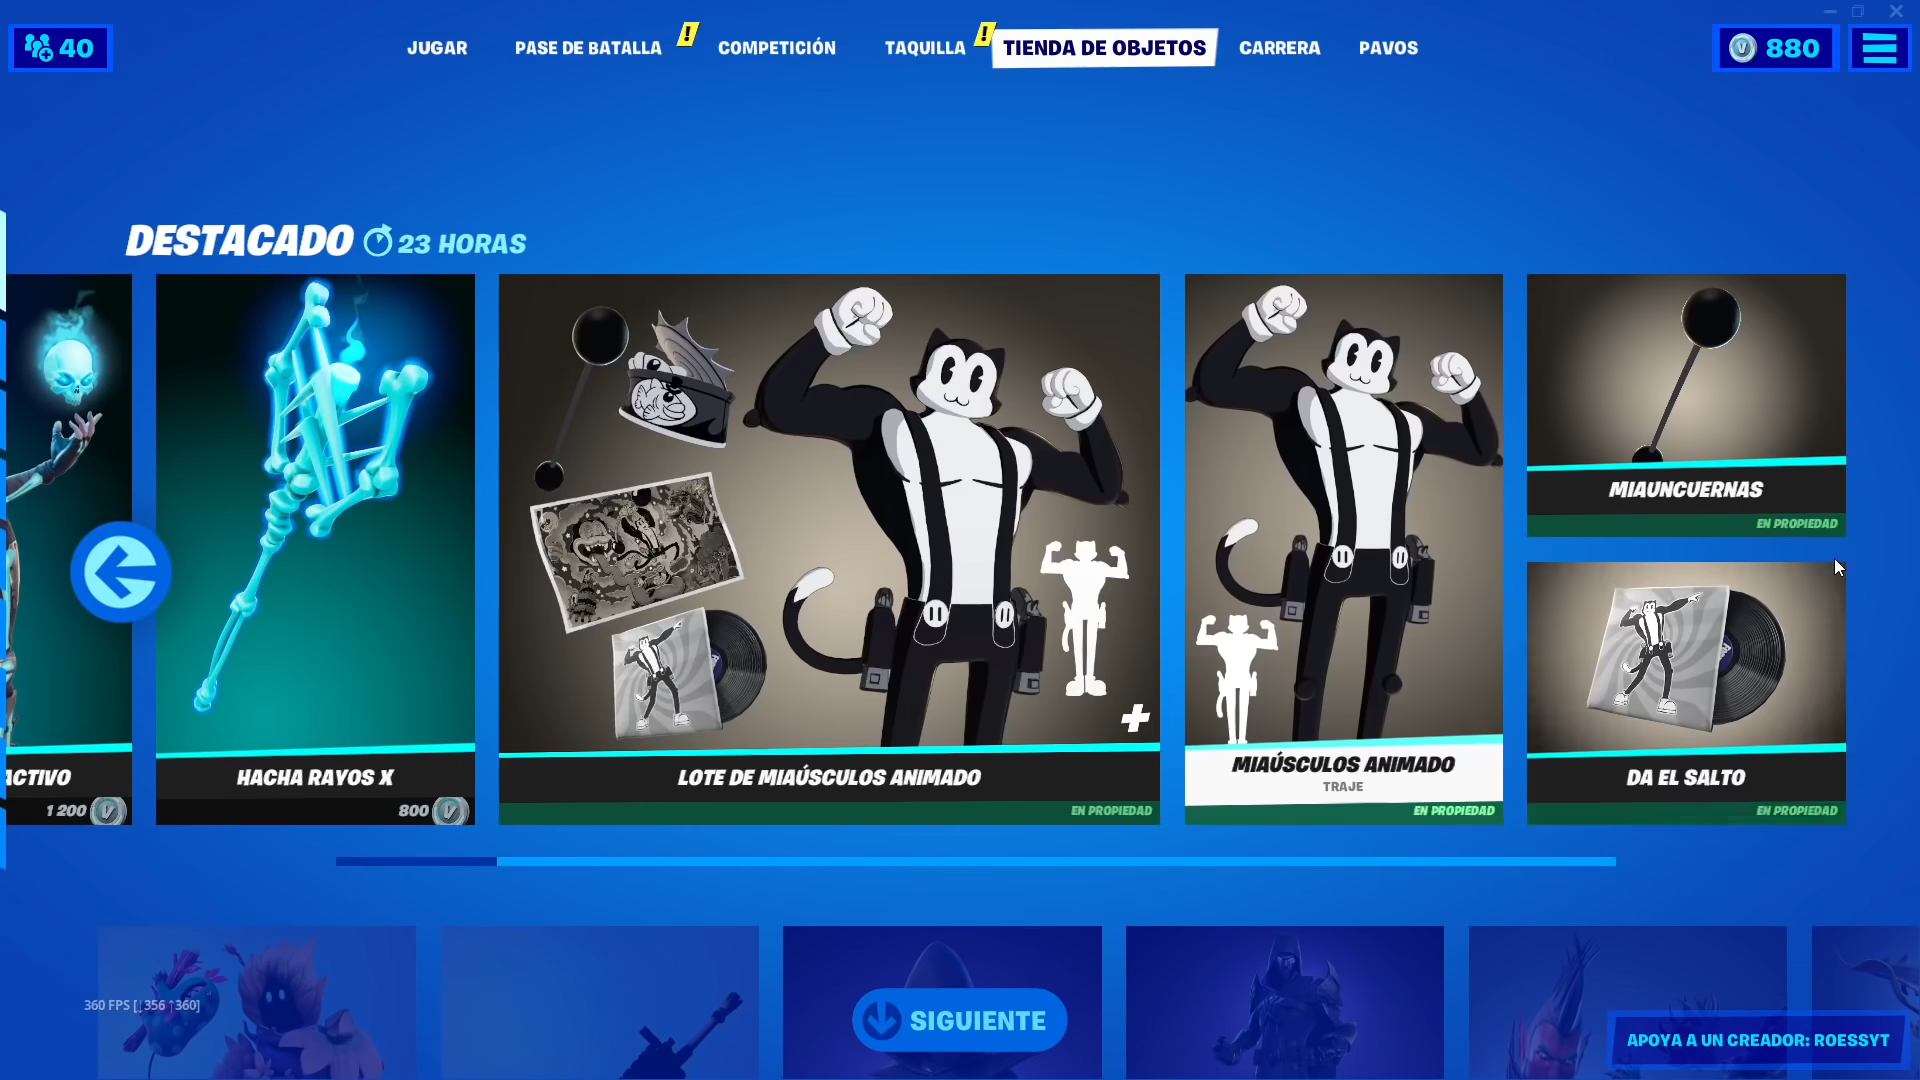 40
JUGAR
PASE DE BATALLA
!
COMPETICIÓN
TAQUILLA
!
TIENDA DE OBJETOS
CARRERA
PAVOS
880
DESTACADO
23 HORAS
ACTIVO
1 200
HACHA RAYOS X
800
LOTE DE MIAÚSCULOS ANIMADO
EN PROPIEDAD
MIAÚSCULOS ANIMADO
TRAJE
EN PROPIEDAD
MIAUNCUERNAS
EN PROPIEDAD
DA EL SALTO
EN PROPIEDAD
360 FPS [↓356 ↑360]
SIGUIENTE
APOYA A UN CREADOR: ROESSYT